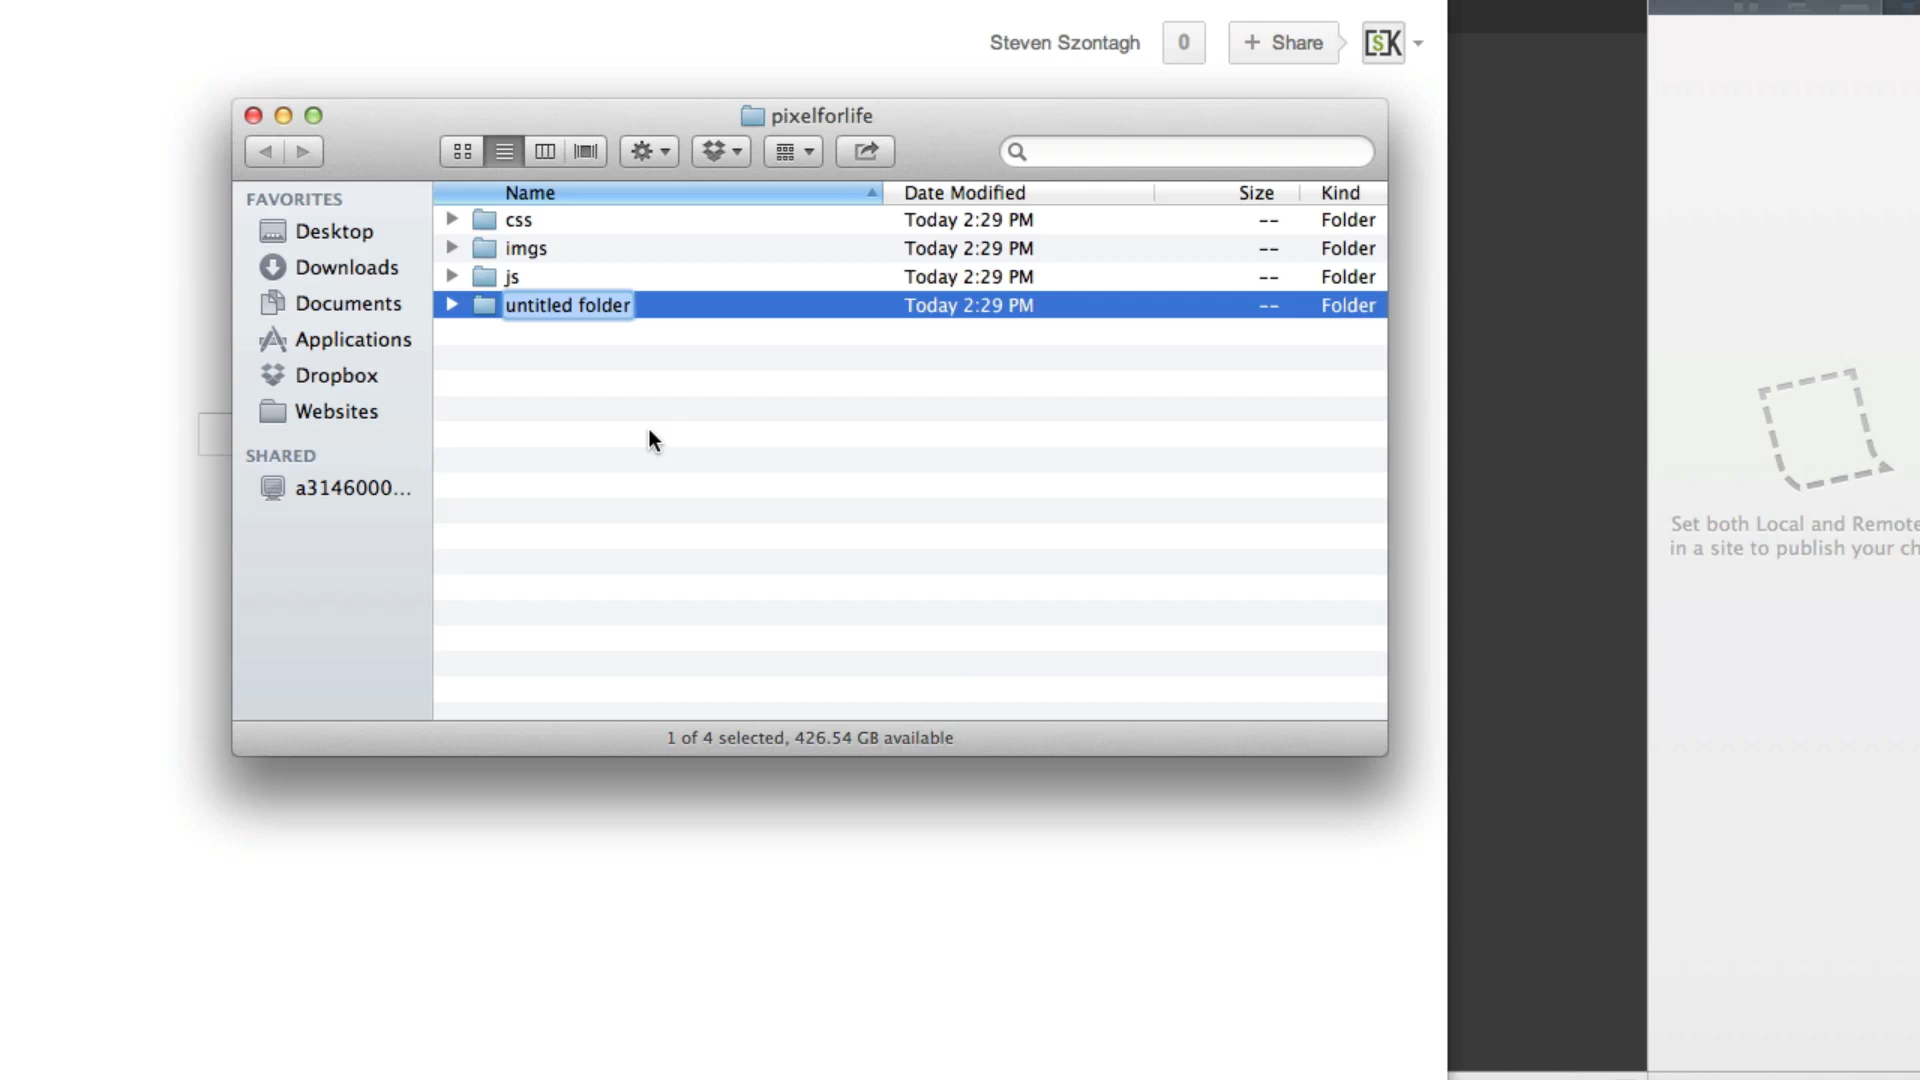 Steven Szontagh 0 + Share [sK
pixelforlife
FAVORITES
Desktop
Downloads
Documents
Applications
Dropbox
Websites
SHARED
a3146000...
Name Date Modified Size Kind
css Today 2:29 PM -- Folder
imgs Today 2:29 PM -- Folder
js Today 2:29 PM -- Folder
untitled folder Today 2:29 PM -- Folder
1 of 4 selected, 426.54 GB available
Set both Local and Remote
in a site to publish your ch